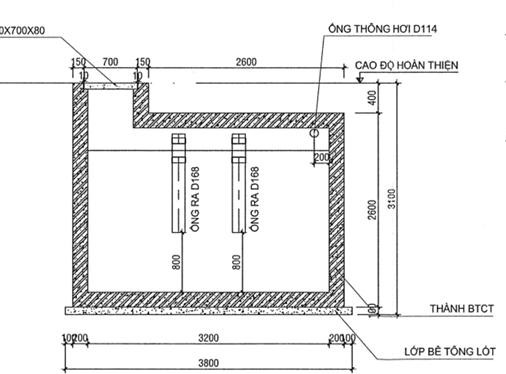 0X700X80
ỐNG THÔNG HƠI D114
150 700 150 2600
CAO ĐỘ HOÀN THIỆN
10 10
400
200
ỐNG RA D168
ỐNG RA D168
2600
3100
800
800
100
THÀNH BTCT
100 200 3200 200 100
LỚP BÊ TÔNG LÓT
3800